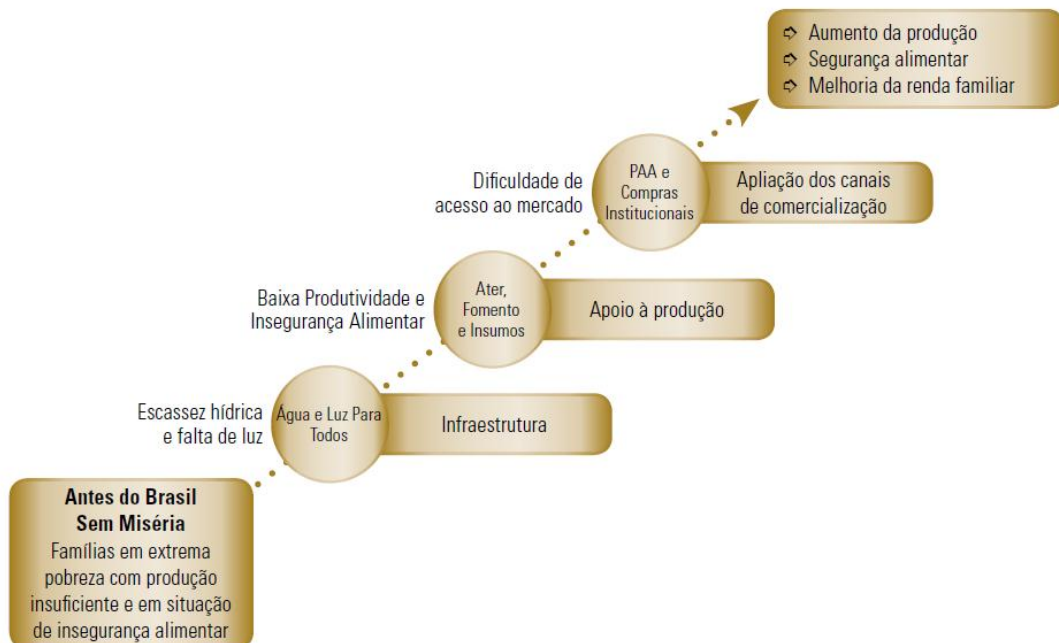 Aumento da produção
Segurança alimentar
Melhoria da renda familiar
Dificuldade de
acesso ao mercado
PAA e
Compras
Institucionais
Apliação dos canais
de comercialização
Baixa Produtividade e
Insegurança Alimentar
Ater,
Fomento
e Insumos
Apoio à produção
Escassez hídrica
e falta de luz
Água e Luz Para
Todos
Infraestrutura
Antes do Brasil
Sem Miséria
Famílias em extrema
pobreza com produção
insuficiente e em situação
de insegurança alimentar